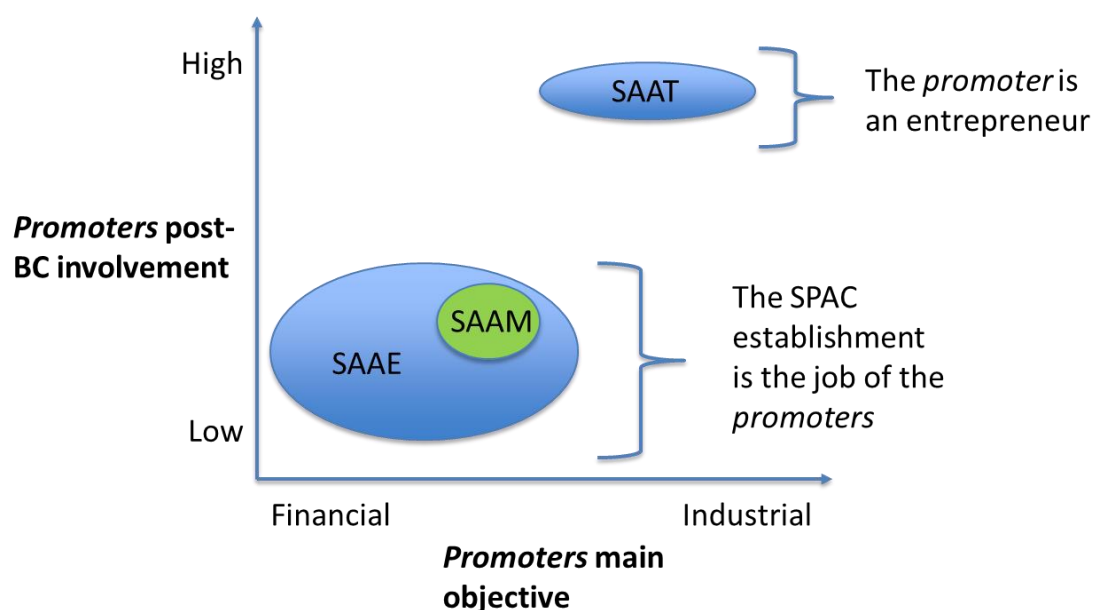 High
SAAT
The promoter is
an entrepreneur
Promoters post-
BC involvement
SAAM
SAAE
The SPAC
establishment
is the job of the
promoters
Low
Financial
Industrial
Promoters main
objective